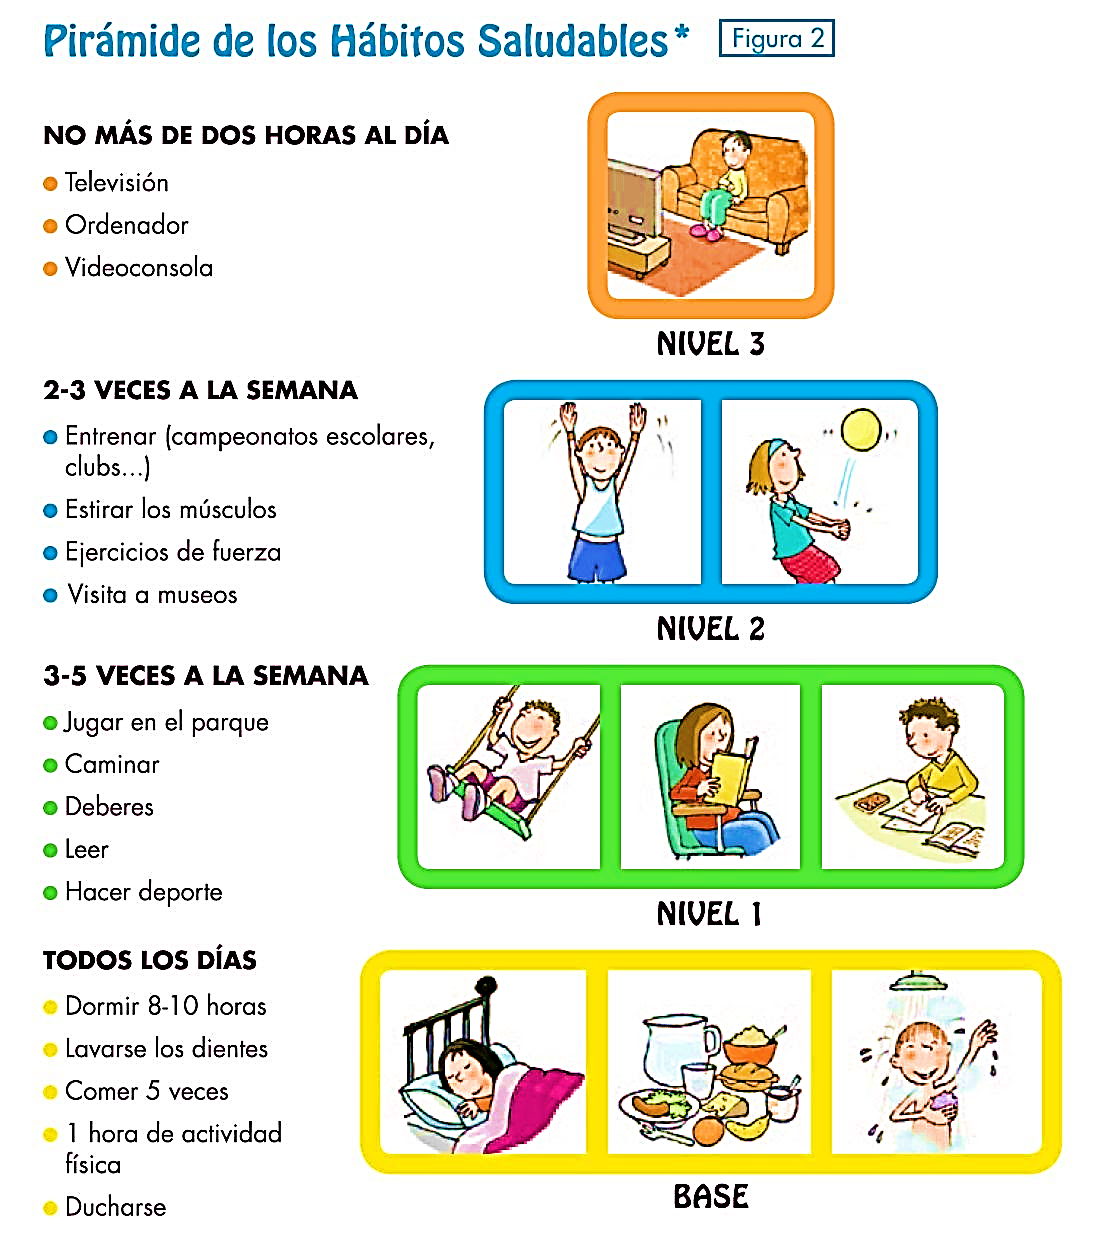 Pirámide de los Hábitos Saludables* Figura 2
NO MÁS DE DOS HORAS AL DÍA
Televisión
Ordenador
Videoconsola
NIVEL 3
2-3 VECES A LA SEMANA
Entrenar (campeonatos escolares,
clubs...)
Estirar los músculos
Ejercicios de fuerza
Visita a museos
NIVEL 2
3-5 VECES A LA SEMANA
Jugar en el parque
Caminar
Deberes
Leer
Hacer deporte
NIVEL 1
TODOS LOS DÍAS
Dormir 8-10 horas
Lavarse los dientes
Comer 5 veces
1 hora de actividad
física
Ducharse
BASE